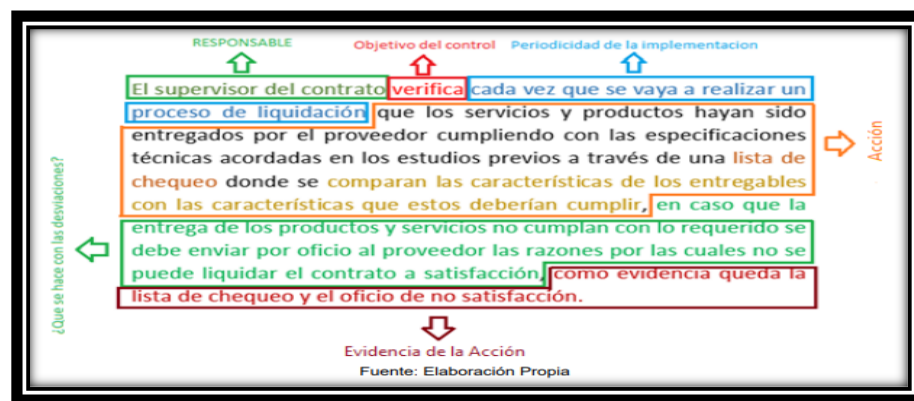 RESPONSABLE
Objetivo del control
Periodicidad de la implementacion
El supervisor del contrato verifica cada vez que se vaya a realizar un
proceso de liquidación que los servicios y productos hayan sido
entregados por el proveedor cumpliendo con las especificaciones
técnicas acordadas en los estudios previos a través de una lista de
chequeo donde se comparan las características de los entregables
con las características que estos deberían cumplir, en caso que la
entrega de los productos y servicios no cumplan con lo requerido se
debe enviar por oficio al proveedor las razones por las cuales no se
puede liquidar el contrato a satisfacción, como evidencia queda la
lista de chequeo y el oficio de no satisfacción.
Acción
¿Que se hace con las desviaciones?
Evidencia de la Acción
Fuente: Elaboración Propia